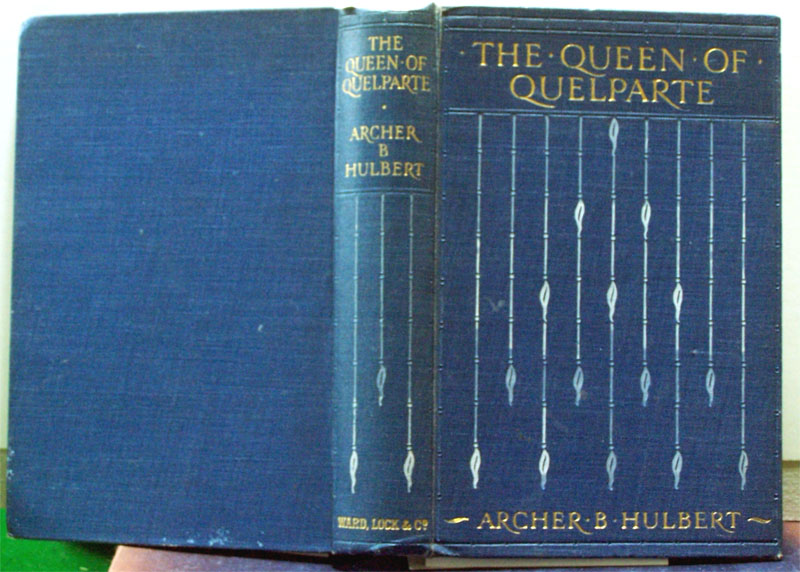 THE
QUEEN·OF
QUELPARTE
·
ARCHER
B
HULBERT
WARD, LOCK & Cº
·THE·QUEEN·OF·
QUELPARTE
~ARCHER·B·HULBERT~